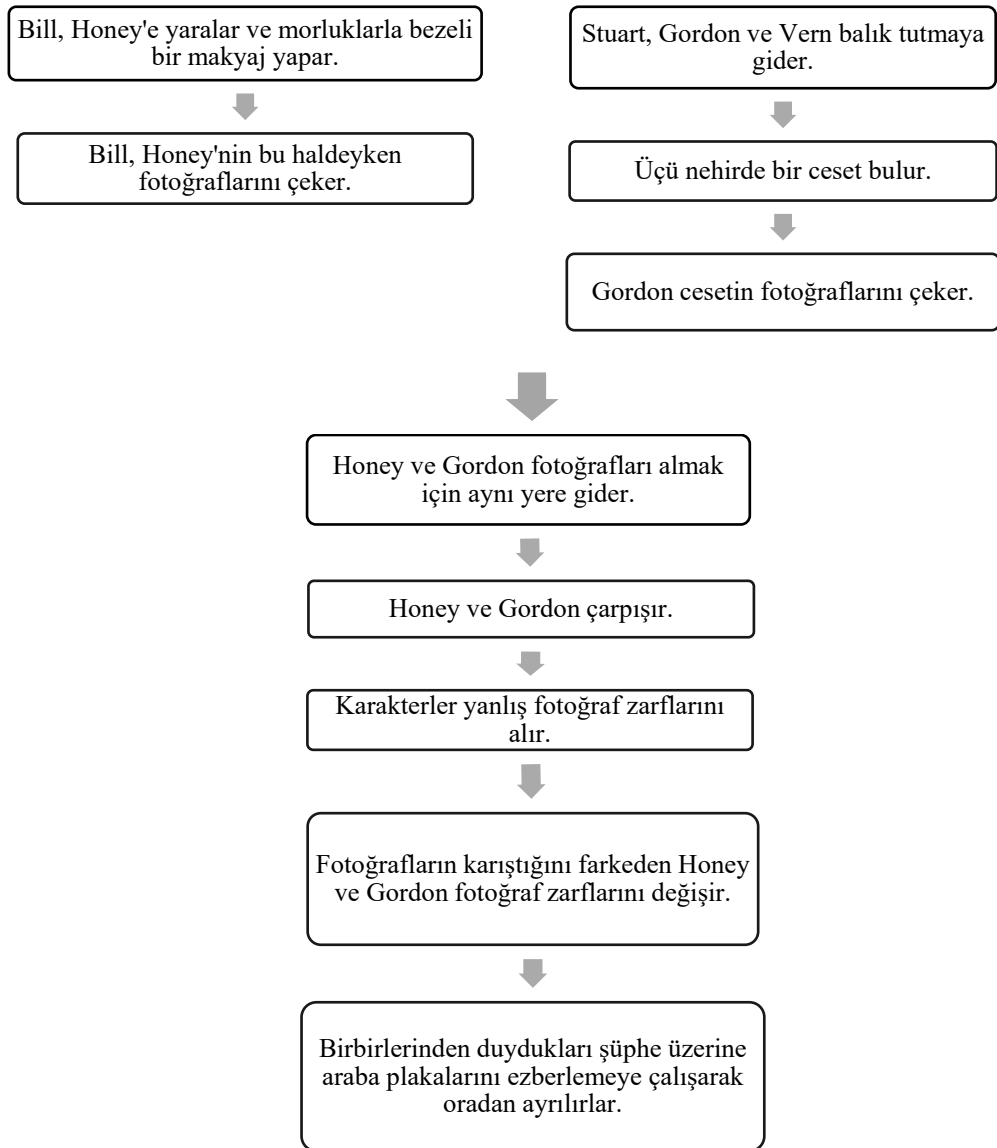 Bill, Honey'e yaralar ve morluklarla bezeli
bir makyaj yapar.
Bill, Honey'nin bu haldeyken
fotoğraflarını çeker.
Stuart, Gordon ve Vern balık tutmaya
gider.
Üçü nehirde bir ceset bulur.
Gordon cesetin fotoğraflarını çeker.
Honey ve Gordon fotoğrafları almak
için aynı yere gider.
Honey ve Gordon çarpışır.
Karakterler yanlış fotoğraf zarflarını
alır.
Fotoğrafların karıştığını farkeden Honey
ve Gordon fotoğraf zarflarını değişir.
Birbirlerinden duydukları şüphe üzerine
araba plakalarını ezberlemeye çalışarak
oradan ayrılırlar.